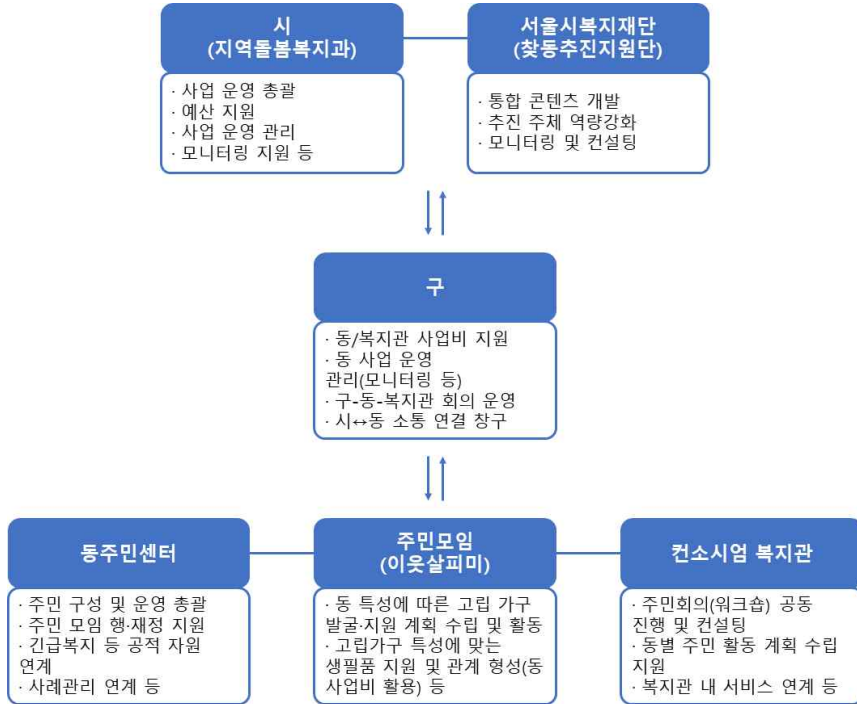 시
(지역돌봄복지과)
· 사업 운영 총괄
· 예산 지원
· 사업 운영 관리
· 모니터링 지원 등
서울시복지재단
(찾동추진지원단)
· 통합 콘텐츠 개발
· 추진 주체 역량강화
· 모니터링 및 컨설팅
구
· 동/복지관 사업비 지원
· 동 사업 운영
관리(모니터링 등)
· 구-동-복지관 회의 운영
· 시↔동 소통 연결 창구
동주민센터
· 주민 구성 및 운영 총괄
· 주민 모임 행·재정 지원
· 긴급복지 등 공적 자원
연계
· 사례관리 연계 등
주민모임
(이웃살피미)
· 동 특성에 따른 고립 가구
발굴·지원 계획 수립 및 활동
· 고립가구 특성에 맞는
생필품 지원 및 관계 형성(동
사업비 활용) 등
컨소시엄 복지관
· 주민회의(워크숍) 공동
진행 및 컨설팅
· 동별 주민 활동 계획 수립
지원
· 복지관 내 서비스 연계 등